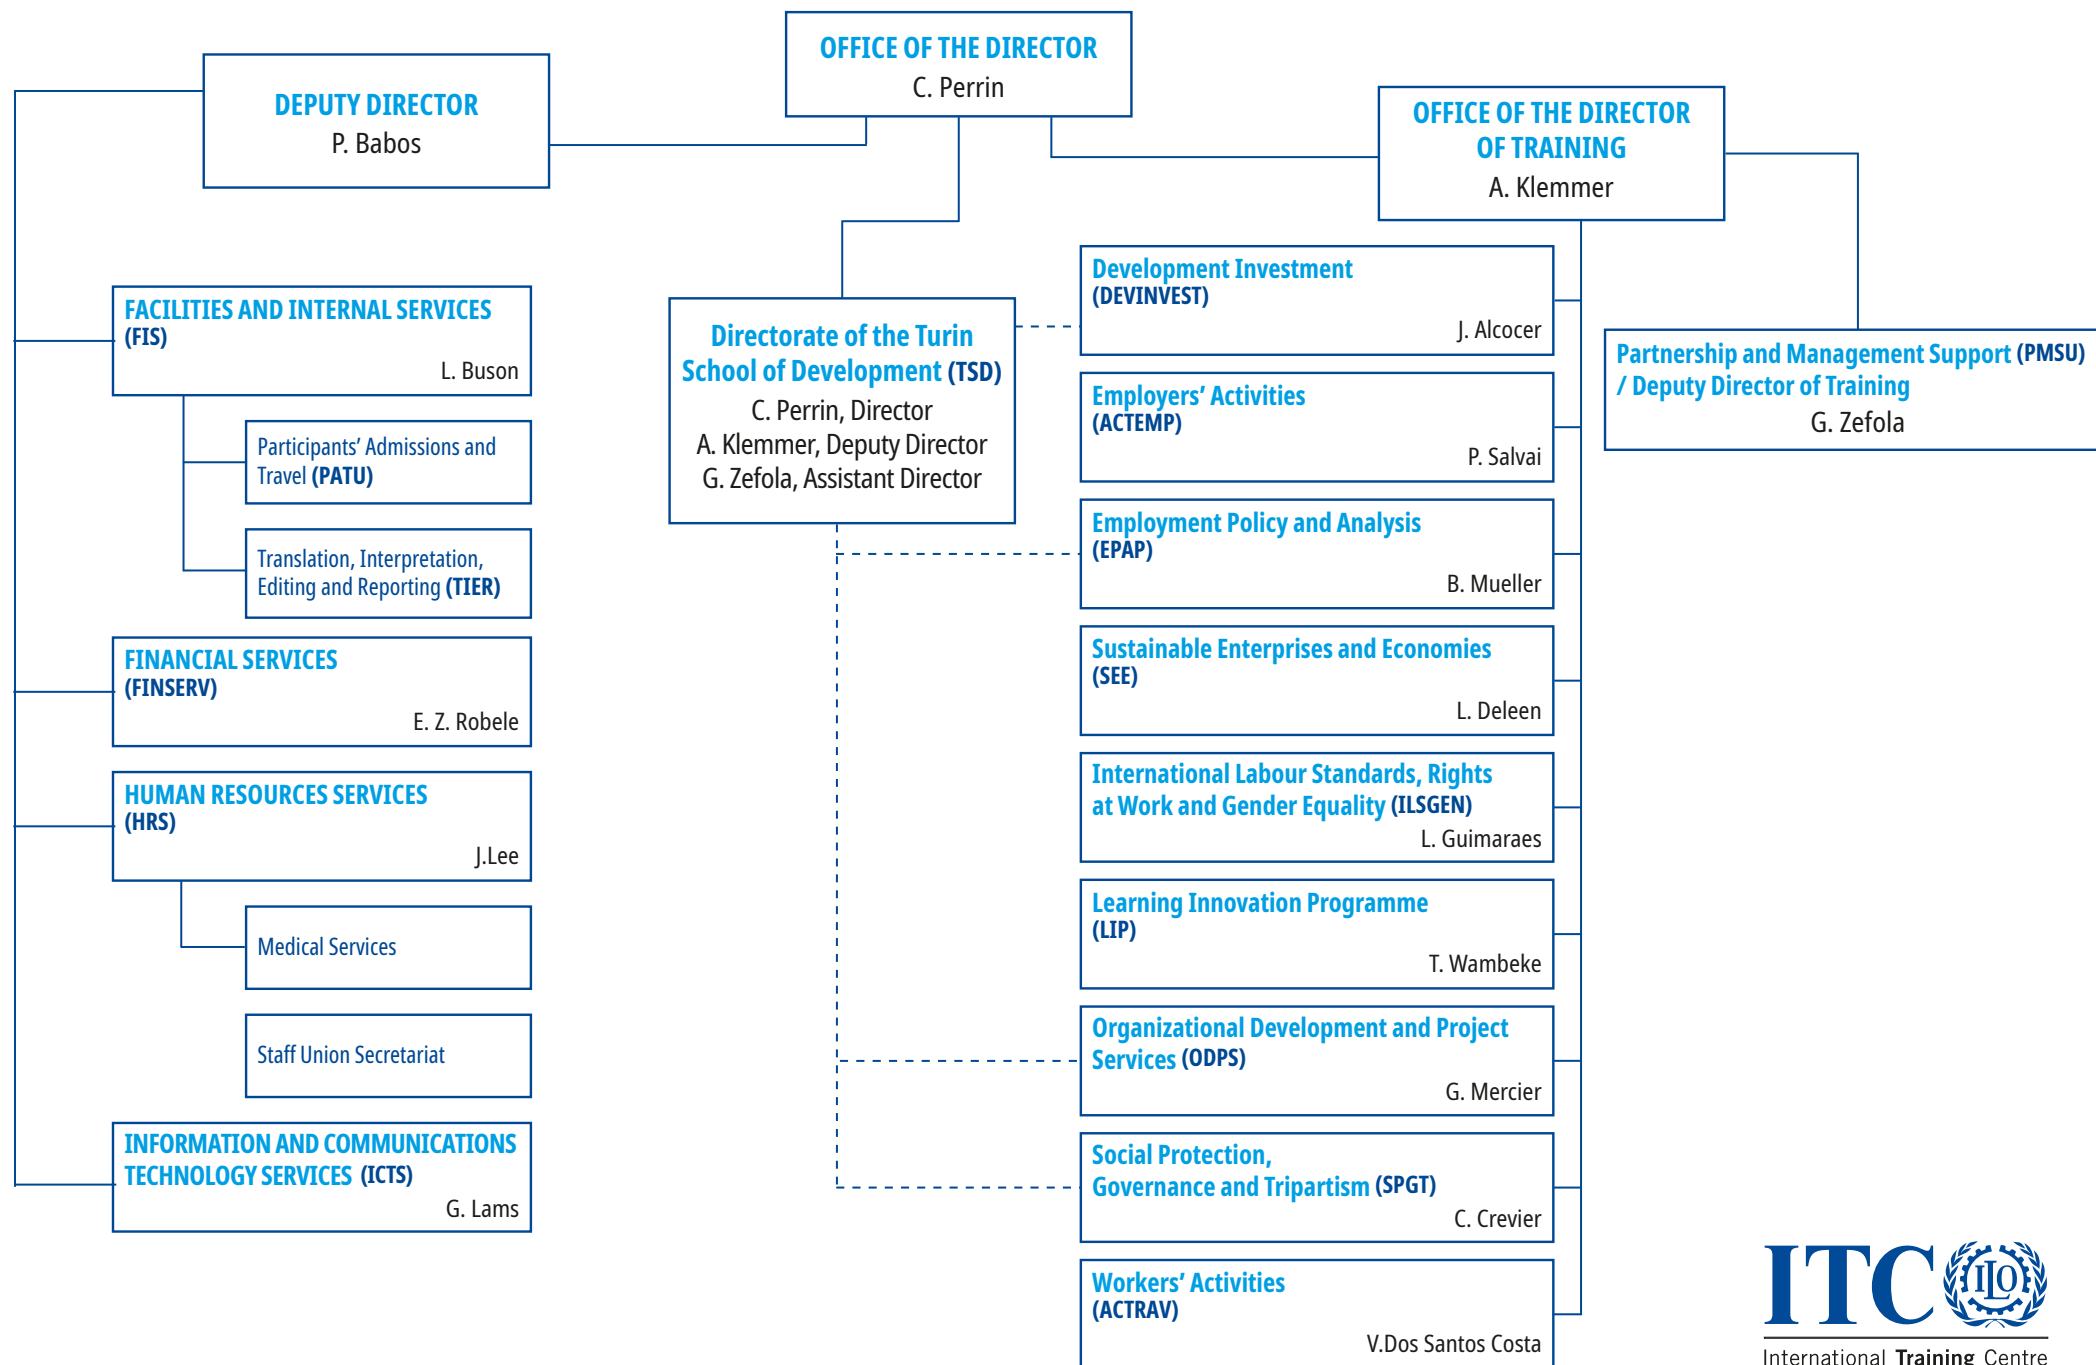 OFFICE OF THE DIRECTOR
C. Perrin
DEPUTY DIRECTOR
P. Babos
OFFICE OF THE DIRECTOR
OF TRAINING
A. Klemmer
FACILITIES AND INTERNAL SERVICES
(FIS)
L. Buson
Participants’ Admissions and
Travel (PATU)
Translation, Interpretation,
Editing and Reporting (TIER)
FINANCIAL SERVICES
(FINSERV)
E. Z. Robele
HUMAN RESOURCES SERVICES
(HRS)
J.Lee
Medical Services
Staff Union Secretariat
INFORMATION AND COMMUNICATIONS
TECHNOLOGY SERVICES (ICTS)
G. Lams
Directorate of the Turin
School of Development (TSD)
C. Perrin, Director
A. Klemmer, Deputy Director
G. Zefola, Assistant Director
Development Investment
(DEVINVEST)
J. Alcocer
Employers’ Activities
(ACTEMP)
P. Salvai
Employment Policy and Analysis
(EPAP)
B. Mueller
Sustainable Enterprises and Economies
(SEE)
L. Deleen
International Labour Standards, Rights
at Work and Gender Equality (ILSGEN)
L. Guimaraes
Learning Innovation Programme
(LIP)
T. Wambeke
Organizational Development and Project
Services (ODPS)
G. Mercier
Social Protection,
Governance and Tripartism (SPGT)
C. Crevier
Workers’ Activities
(ACTRAV)
V.Dos Santos Costa
Partnership and Management Support (PMSU)
/ Deputy Director of Training
G. Zefola
ITC ILO
International Training Centre